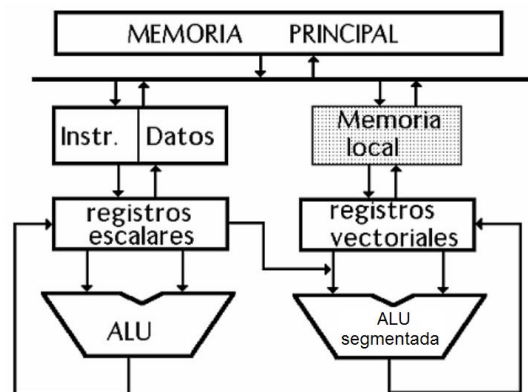 MEMORIA PRINCIPAL
Instr. Datos
Memoria
local
registros
escalares
registros
vectoriales
ALU
ALU
segmentada